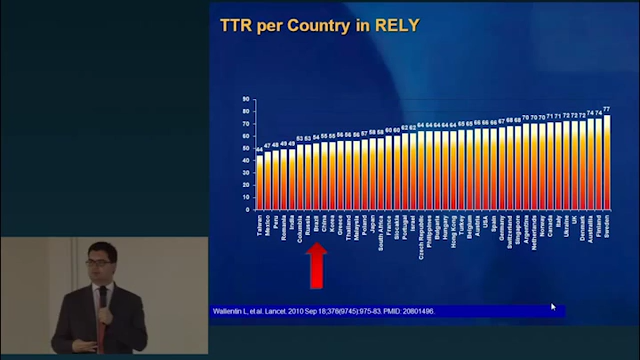 TTR per Country in RELY
90
80
70
60
50
40
30
20
10
0
44 47 48 49 49 53 53 54 55 55 56 56 56 57 58 58 60 60 62 62 64 64 64 64 64 65 65 66 66 66 67 68 68 70 70 70 71 71 72 72 72 74 74 77
Taiwan
Mexico
Peru
Romania
India
Columbia
Russia
Brazil
China
Korea
Greece
Thailand
Malaysia
Poland
Japan
South Africa
France
Slovakia
Portugal
Israel
Czech Republic
Philippines
Bulgaria
Hungary
Hong Kong
Turkey
Belgium
Austria
USA
Spain
Germany
Switzerland
Singapore
Argentina
Netherlands
Norway
Canada
Italy
Ukraine
UK
Denmark
Australia
Finland
Sweden
Wallentin L, et al. Lancet. 2010 Sep 18;376(9745):975-83. PMID: 20801496.